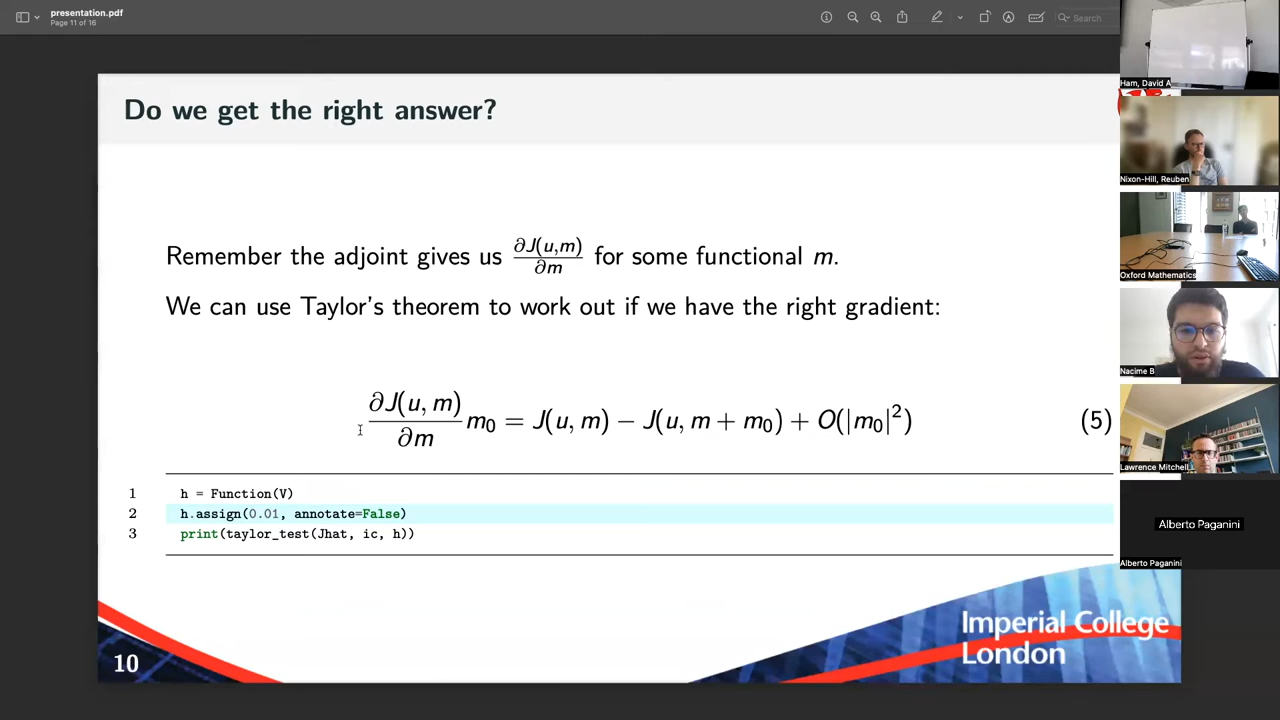 presentation.pdf
Page 11 of 16
Search
Do we get the right answer?
Remember the adjoint gives us ∂J(u,m)/∂m for some functional m.
We can use Taylor's theorem to work out if we have the right gradient:
∂J(u, m)/∂m m₀ = J(u, m) − J(u, m + m₀) + O(|m₀|²) (5)
1 h = Function(V)
2 h.assign(0.01, annotate=False)
3 print(taylor_test(Jhat, ic, h))
10
Imperial College
London
Ham, David A
Nixon-Hill, Reuben
Oxford Mathematics
Nacime B
Lawrence Mitchell
Alberto Paganini
Alberto Paganini